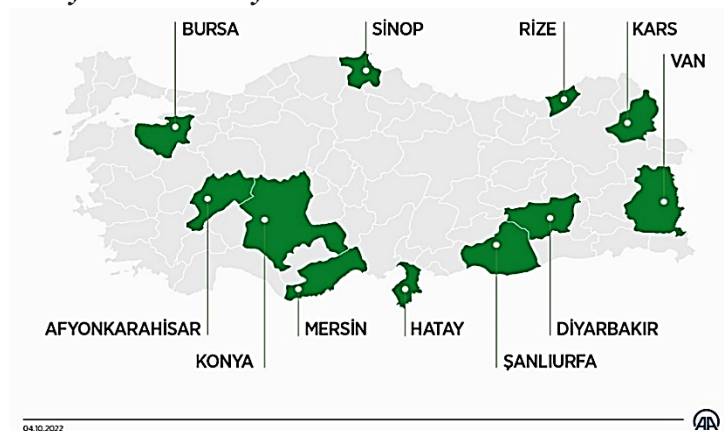 BURSA
SİNOP
RİZE
KARS
VAN
AFYONKARAHİSAR
MERSİN
HATAY
DİYARBAKIR
KONYA
ŞANLIURFA
04.10.2022
AA